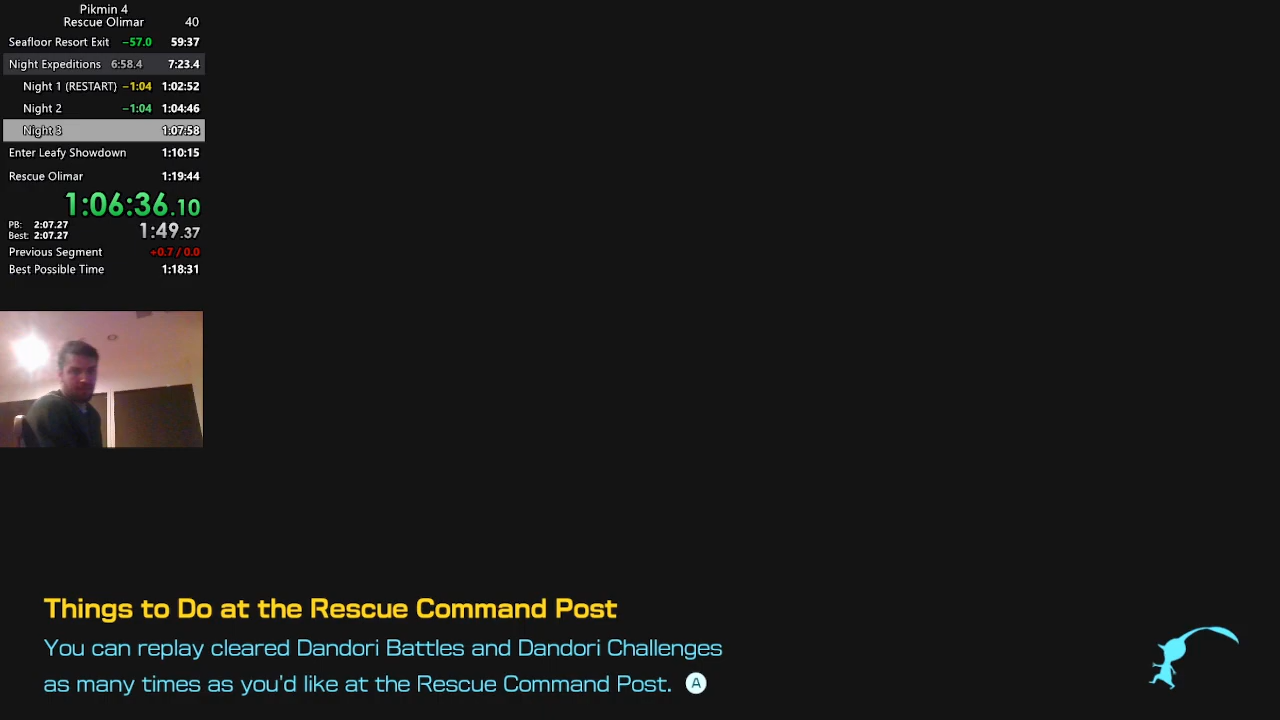 Pikmin 4
Rescue Olimar 40
Seafloor Resort Exit −57.0 59:37
Night Expeditions 6:58.4 7:23.4
Night 1 (RESTART) −1:04 1:02:52
Night 2 −1:04 1:04:46
Night 3 1:07:58
Enter Leafy Showdown 1:10:15
Rescue Olimar 1:19:44
1:06:36.10
PB: 2:07.27
Best: 2:07.27
1:49.37
Previous Segment +0.7 / 0.0
Best Possible Time 1:18:31
Things to Do at the Rescue Command Post
You can replay cleared Dandori Battles and Dandori Challenges
as many times as you'd like at the Rescue Command Post. A